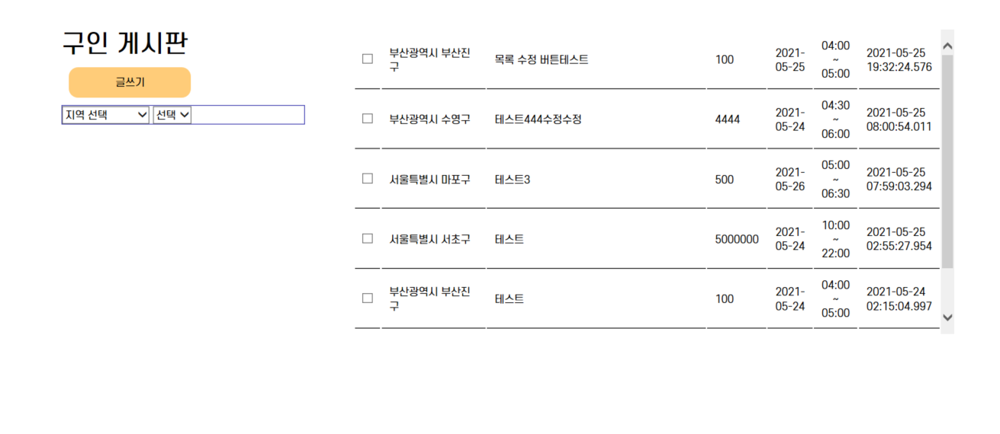 구인 게시판
글쓰기
지역 선택 선택
부산광역시 부산진
구
목록 수정 버튼테스트
100
2021-
05-25
04:00
~
05:00
2021-05-25
19:32:24.576
부산광역시 수영구
테스트444수정수정
4444
2021-
05-24
04:30
~
06:00
2021-05-25
08:00:54.011
서울특별시 마포구
테스트3
500
2021-
05-26
05:00
~
06:30
2021-05-25
07:59:03.294
서울특별시 서초구
테스트
5000000
2021-
05-24
10:00
~
22:00
2021-05-25
02:55:27.954
부산광역시 부산진
구
테스트
100
2021-
05-24
04:00
~
05:00
2021-05-24
02:15:04.997